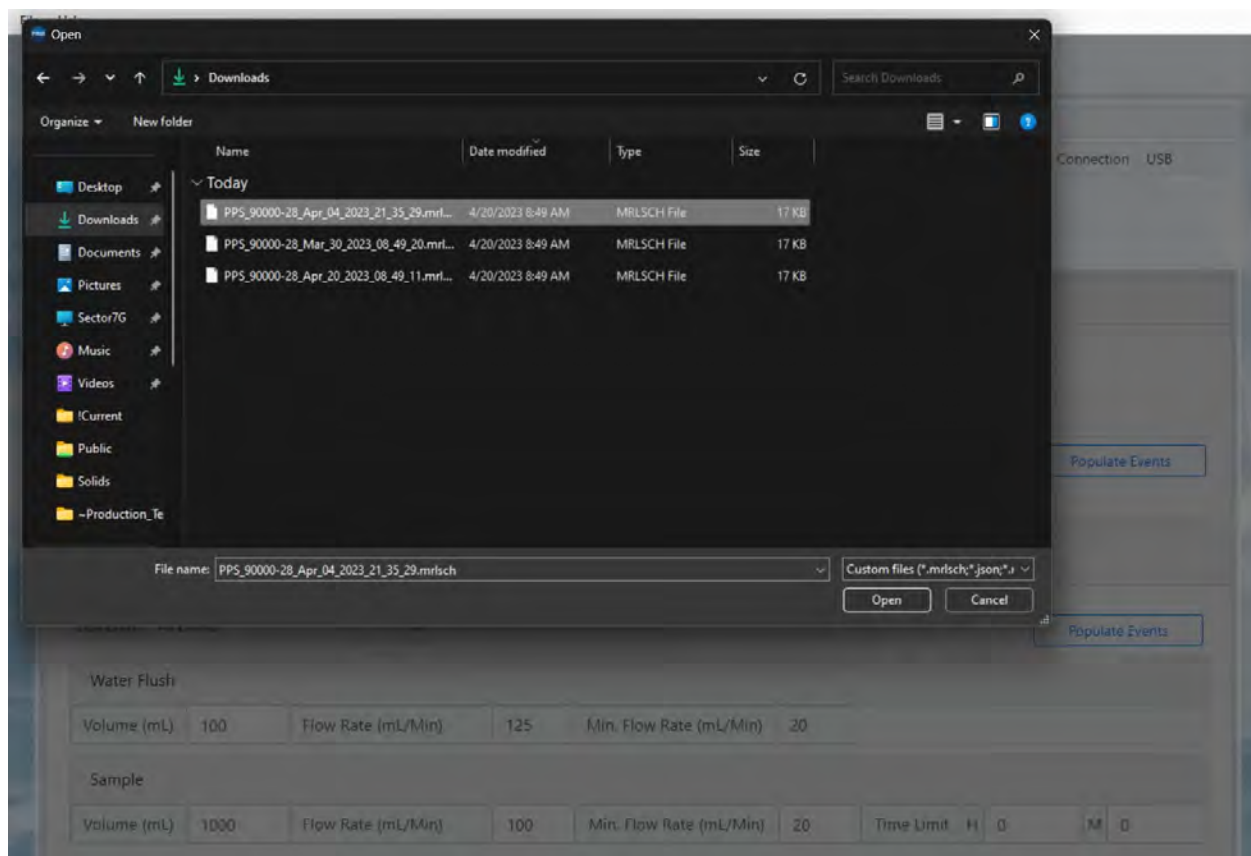 Open
Downloads
Search Downloads
Organize New folder
Name Date modified Type Size
Connection USB
Today
Desktop
Downloads
Documents
Pictures
Sector7G
Music
Videos
!Current
Public
Solids
~Production_Te
PPS_90000-28_Apr_04_2023_21_35_29.mrl... 4/20/2023 8:49 AM MRLSCH File 17 KB
PPS_90000-28_Mar_30_2023_08_49_20.mrl... 4/20/2023 8:49 AM MRLSCH File 17 KB
PPS_90000-28_Apr_20_2023_08_49_11.mrl... 4/20/2023 8:49 AM MRLSCH File 17 KB
Populate Events
File name: PPS_90000-28_Apr_04_2023_21_35_29.mrlsch Custom files (*.mrlsch;*.json;*.
Open Cancel
Populate Events
Water Flush
Volume (mL) 100 Flow Rate (mL/Min) 125 Min. Flow Rate (mL/Min) 20
Sample
Volume (mL) 1000 Flow Rate (mL/Min) 100 Min. Flow Rate (mL/Min) 20 Time Limit H 0 M 0